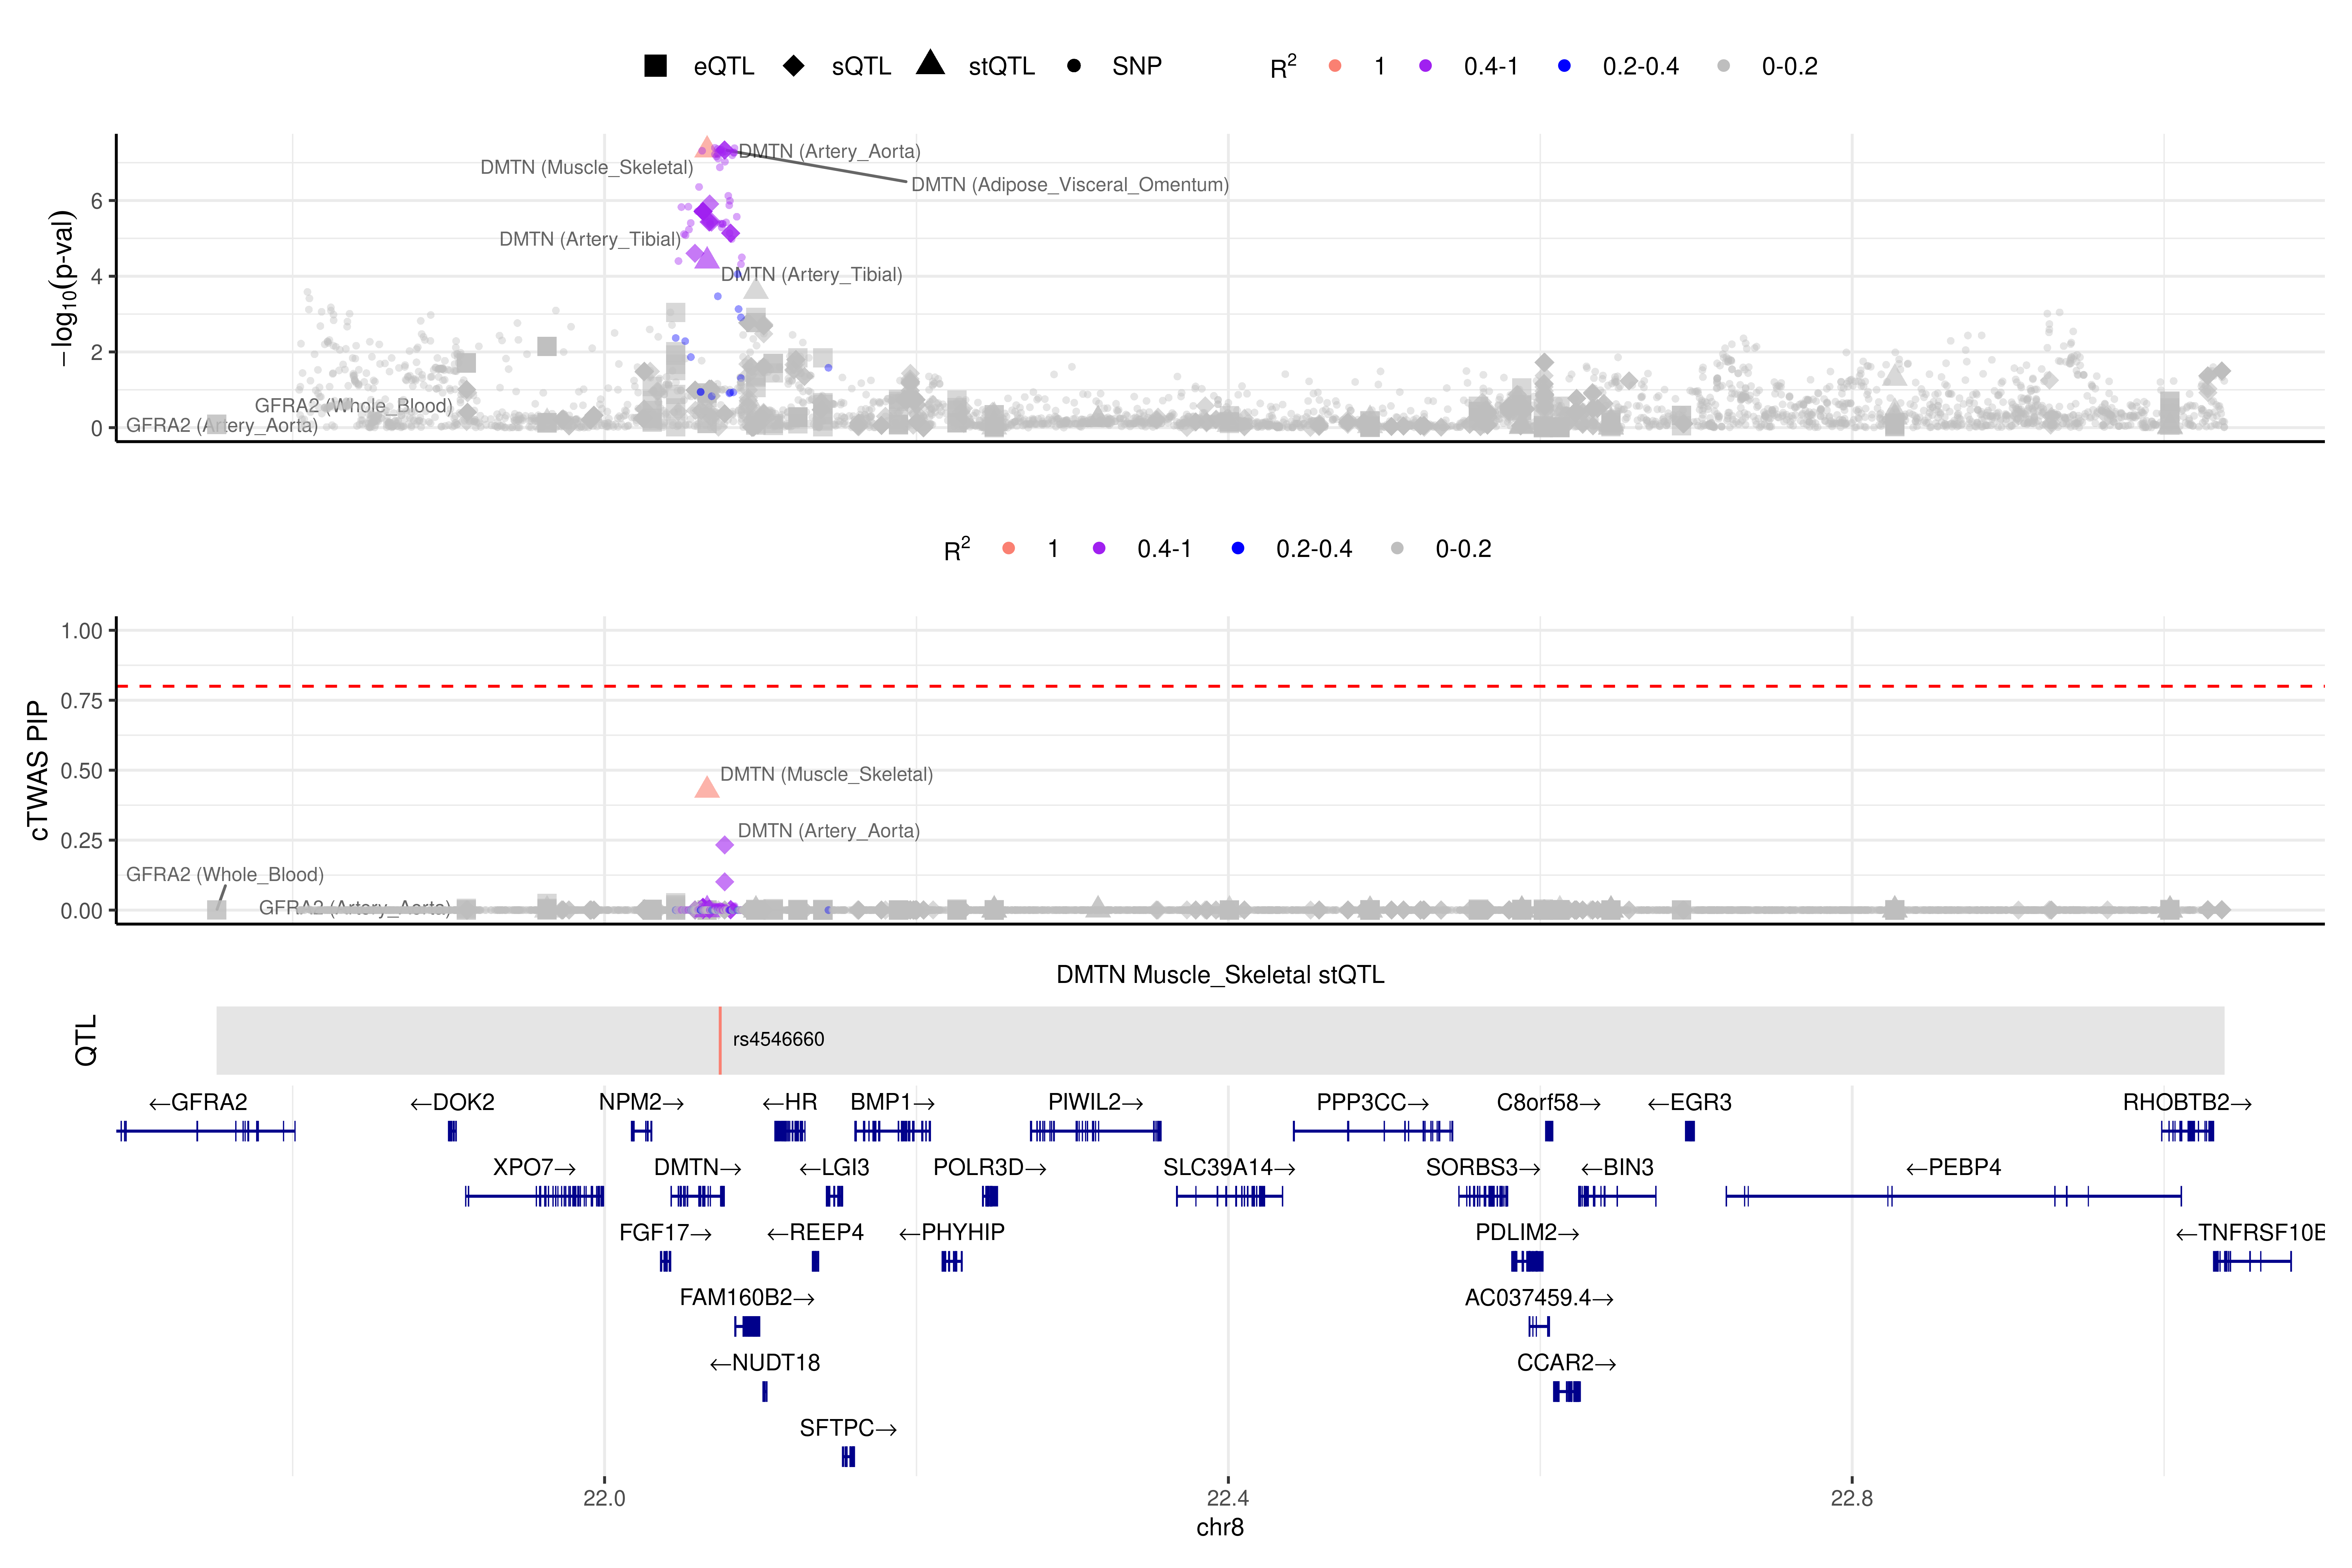 eQTL sQTL stQTL SNP R2 1 0.4-1 0.2-0.4 0-0.2
−log10(p-val)
6
4
2
0
DMTN (Artery_Aorta)
DMTN (Muscle_Skeletal)
DMTN (Adipose_Visceral_Omentum)
DMTN (Artery_Tibial)
DMTN (Artery_Tibial)
GFRA2 (Whole_Blood)
GFRA2 (Artery_Aorta)
R2 1 0.4-1 0.2-0.4 0-0.2
cTWAS PIP
1.00
0.75
0.50
0.25
0.00
DMTN (Muscle_Skeletal)
DMTN (Artery_Aorta)
GFRA2 (Whole_Blood)
GFRA2 (Artery_Aorta)
DMTN Muscle_Skeletal stQTL
QTL
rs4546660
←GFRA2 ←DOK2 NPM2→ ←HR BMP1→ PIWIL2→ PPP3CC→ C8orf58→ ←EGR3 RHOBTB2→
XPO7→ DMTN→ ←LGI3 POLR3D→ SLC39A14→ SORBS3→ ←BIN3 ←PEBP4
FGF17→ ←REEP4 ←PHYHIP PDLIM2→ ←TNFRSF10B
FAM160B2→ AC037459.4→
←NUDT18 CCAR2→
SFTPC→
22.0 22.4 22.8
chr8